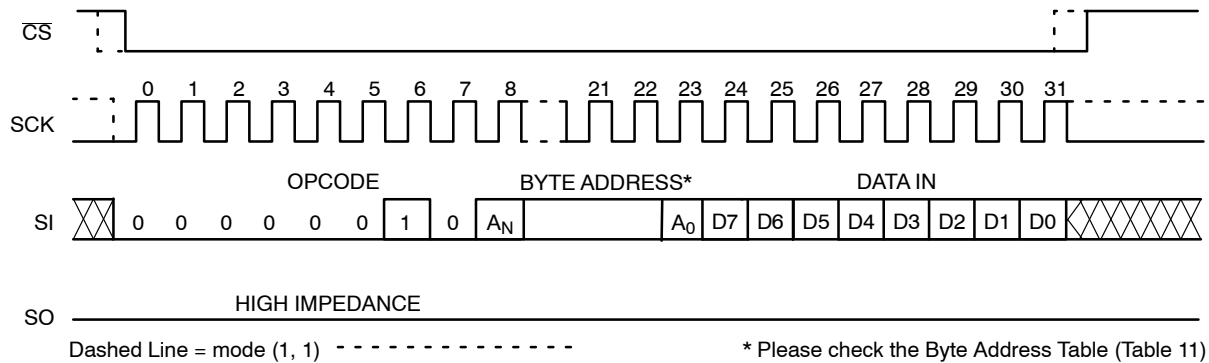 CS
0 1 2 3 4 5 6 7 8 21 22 23 24 25 26 27 28 29 30 31
SCK
OPCODE BYTE ADDRESS* DATA IN
SI 0 0 0 0 0 0 1 0 AN A0 D7 D6 D5 D4 D3 D2 D1 D0
HIGH IMPEDANCE
SO
Dashed Line = mode (1, 1) * Please check the Byte Address Table (Table 11)